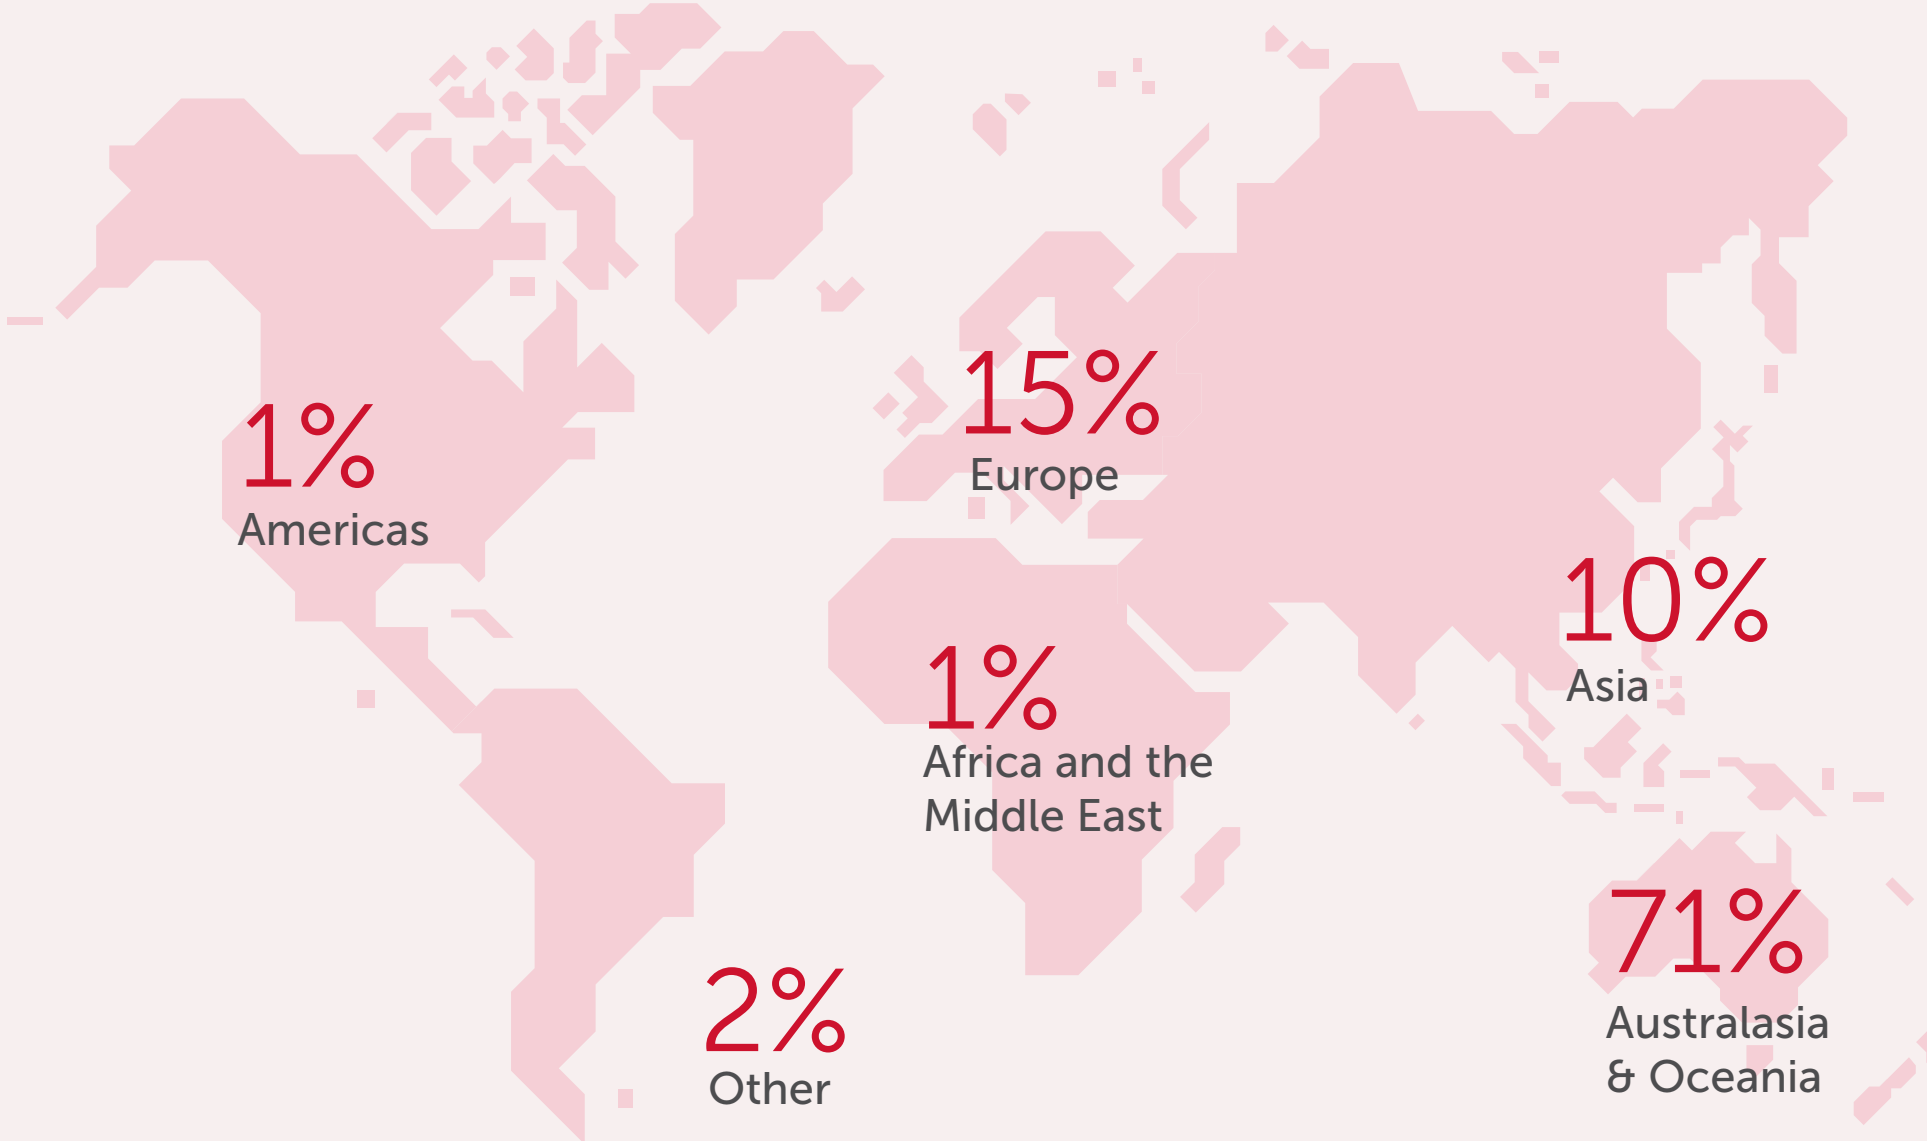 15%
Europe
1%
Americas
10%
Asia
1%
Africa and the
Middle East
71%
Australasia
& Oceania
2%
Other